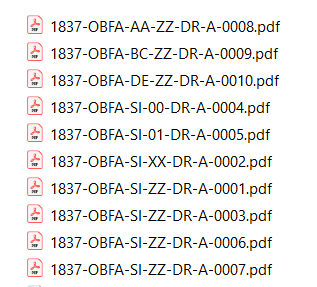 1837-OBFA-AA-ZZ-DR-A-0008.pdf
1837-OBFA-BC-ZZ-DR-A-0009.pdf
1837-OBFA-DE-ZZ-DR-A-0010.pdf
1837-OBFA-SI-00-DR-A-0004.pdf
1837-OBFA-SI-01-DR-A-0005.pdf
1837-OBFA-SI-XX-DR-A-0002.pdf
1837-OBFA-SI-ZZ-DR-A-0001.pdf
1837-OBFA-SI-ZZ-DR-A-0003.pdf
1837-OBFA-SI-ZZ-DR-A-0006.pdf
1837-OBFA-SI-ZZ-DR-A-0007.pdf